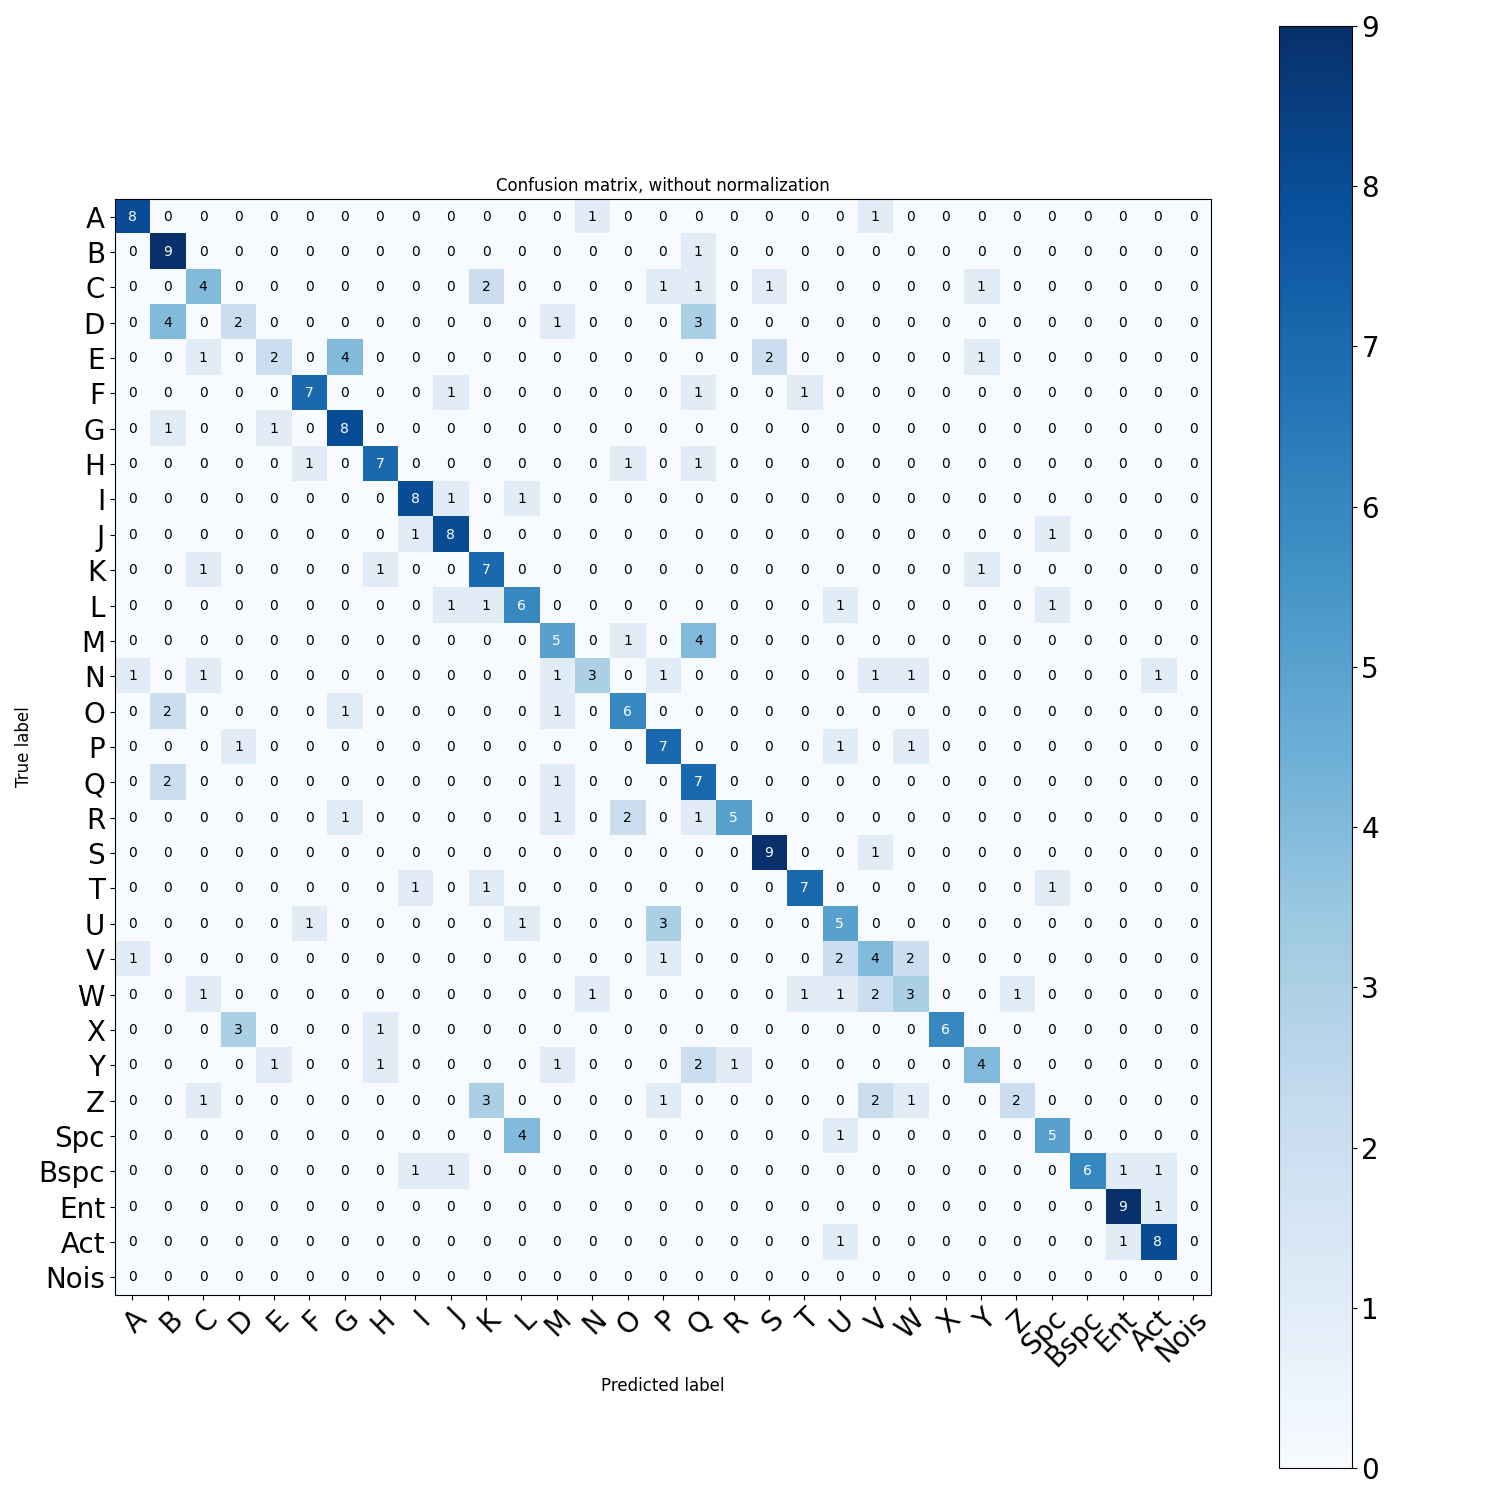 Confusion matrix, without normalization
A 8 0 0 0 0 0 0 0 0 0 0 0 0 1 0 0 0 0 0 0 0 1 0 0 0 0 0 0 0 0 0
B 0 9 0 0 0 0 0 0 0 0 0 0 0 0 0 0 1 0 0 0 0 0 0 0 0 0 0 0 0 0 0
C 0 0 4 0 0 0 0 0 0 0 2 0 0 0 0 1 1 0 1 0 0 0 0 0 1 0 0 0 0 0 0
D 0 4 0 2 0 0 0 0 0 0 0 0 1 0 0 0 3 0 0 0 0 0 0 0 0 0 0 0 0 0 0
E 0 0 1 0 2 0 4 0 0 0 0 0 0 0 0 0 0 0 2 0 0 0 0 0 1 0 0 0 0 0 0
F 0 0 0 0 0 7 0 0 0 1 0 0 0 0 0 0 1 0 0 1 0 0 0 0 0 0 0 0 0 0 0
G 0 1 0 0 1 0 8 0 0 0 0 0 0 0 0 0 0 0 0 0 0 0 0 0 0 0 0 0 0 0 0
H 0 0 0 0 0 1 0 7 0 0 0 0 0 0 1 0 1 0 0 0 0 0 0 0 0 0 0 0 0 0 0
I 0 0 0 0 0 0 0 0 8 1 0 1 0 0 0 0 0 0 0 0 0 0 0 0 0 0 0 0 0 0 0
J 0 0 0 0 0 0 0 0 1 8 0 0 0 0 0 0 0 0 0 0 0 0 0 0 0 0 1 0 0 0 0
K 0 0 1 0 0 0 0 1 0 0 7 0 0 0 0 0 0 0 0 0 0 0 0 0 1 0 0 0 0 0 0
L 0 0 0 0 0 0 0 0 0 1 1 6 0 0 0 0 0 0 0 0 1 0 0 0 0 0 1 0 0 0 0
M 0 0 0 0 0 0 0 0 0 0 0 0 5 0 1 0 4 0 0 0 0 0 0 0 0 0 0 0 0 0 0
N 1 0 1 0 0 0 0 0 0 0 0 0 1 3 0 1 0 0 0 0 0 1 1 0 0 0 0 0 0 1 0
O 0 2 0 0 0 0 1 0 0 0 0 0 1 0 6 0 0 0 0 0 0 0 0 0 0 0 0 0 0 0 0
P 0 0 0 1 0 0 0 0 0 0 0 0 0 0 0 7 0 0 0 0 1 0 1 0 0 0 0 0 0 0 0
Q 0 2 0 0 0 0 0 0 0 0 0 0 1 0 0 0 7 0 0 0 0 0 0 0 0 0 0 0 0 0 0
R 0 0 0 0 0 0 1 0 0 0 0 0 1 0 2 0 1 5 0 0 0 0 0 0 0 0 0 0 0 0 0
S 0 0 0 0 0 0 0 0 0 0 0 0 0 0 0 0 0 0 9 0 0 1 0 0 0 0 0 0 0 0 0
T 0 0 0 0 0 0 0 0 1 0 1 0 0 0 0 0 0 0 0 7 0 0 0 0 0 0 1 0 0 0 0
U 0 0 0 0 0 1 0 0 0 0 0 1 0 0 0 3 0 0 0 0 5 0 0 0 0 0 0 0 0 0 0
V 1 0 0 0 0 0 0 0 0 0 0 0 0 0 0 1 0 0 0 0 2 4 2 0 0 0 0 0 0 0 0
W 0 0 1 0 0 0 0 0 0 0 0 0 0 1 0 0 0 0 0 1 1 2 3 0 0 1 0 0 0 0 0
X 0 0 0 3 0 0 0 1 0 0 0 0 0 0 0 0 0 0 0 0 0 0 0 6 0 0 0 0 0 0 0
Y 0 0 0 0 1 0 0 1 0 0 0 0 1 0 0 0 2 1 0 0 0 0 0 0 4 0 0 0 0 0 0
Z 0 0 1 0 0 0 0 0 0 0 3 0 0 0 0 1 0 0 0 0 0 2 1 0 0 2 0 0 0 0 0
Spc 0 0 0 0 0 0 0 0 0 0 0 4 0 0 0 0 0 0 0 0 1 0 0 0 0 0 5 0 0 0 0
Bspc 0 0 0 0 0 0 0 0 1 1 0 0 0 0 0 0 0 0 0 0 0 0 0 0 0 0 0 6 1 1 0
Ent 0 0 0 0 0 0 0 0 0 0 0 0 0 0 0 0 0 0 0 0 0 0 0 0 0 0 0 0 9 1 0
Act 0 0 0 0 0 0 0 0 0 0 0 0 0 0 0 0 0 0 0 0 1 0 0 0 0 0 0 0 1 8 0
Nois 0 0 0 0 0 0 0 0 0 0 0 0 0 0 0 0 0 0 0 0 0 0 0 0 0 0 0 0 0 0 0
A B C D E F G H I J K L M N O P Q R S T U V W X Y Z Spc Bspc Ent Act Nois
Predicted label
True label
9
8
7
6
5
4
3
2
1
0